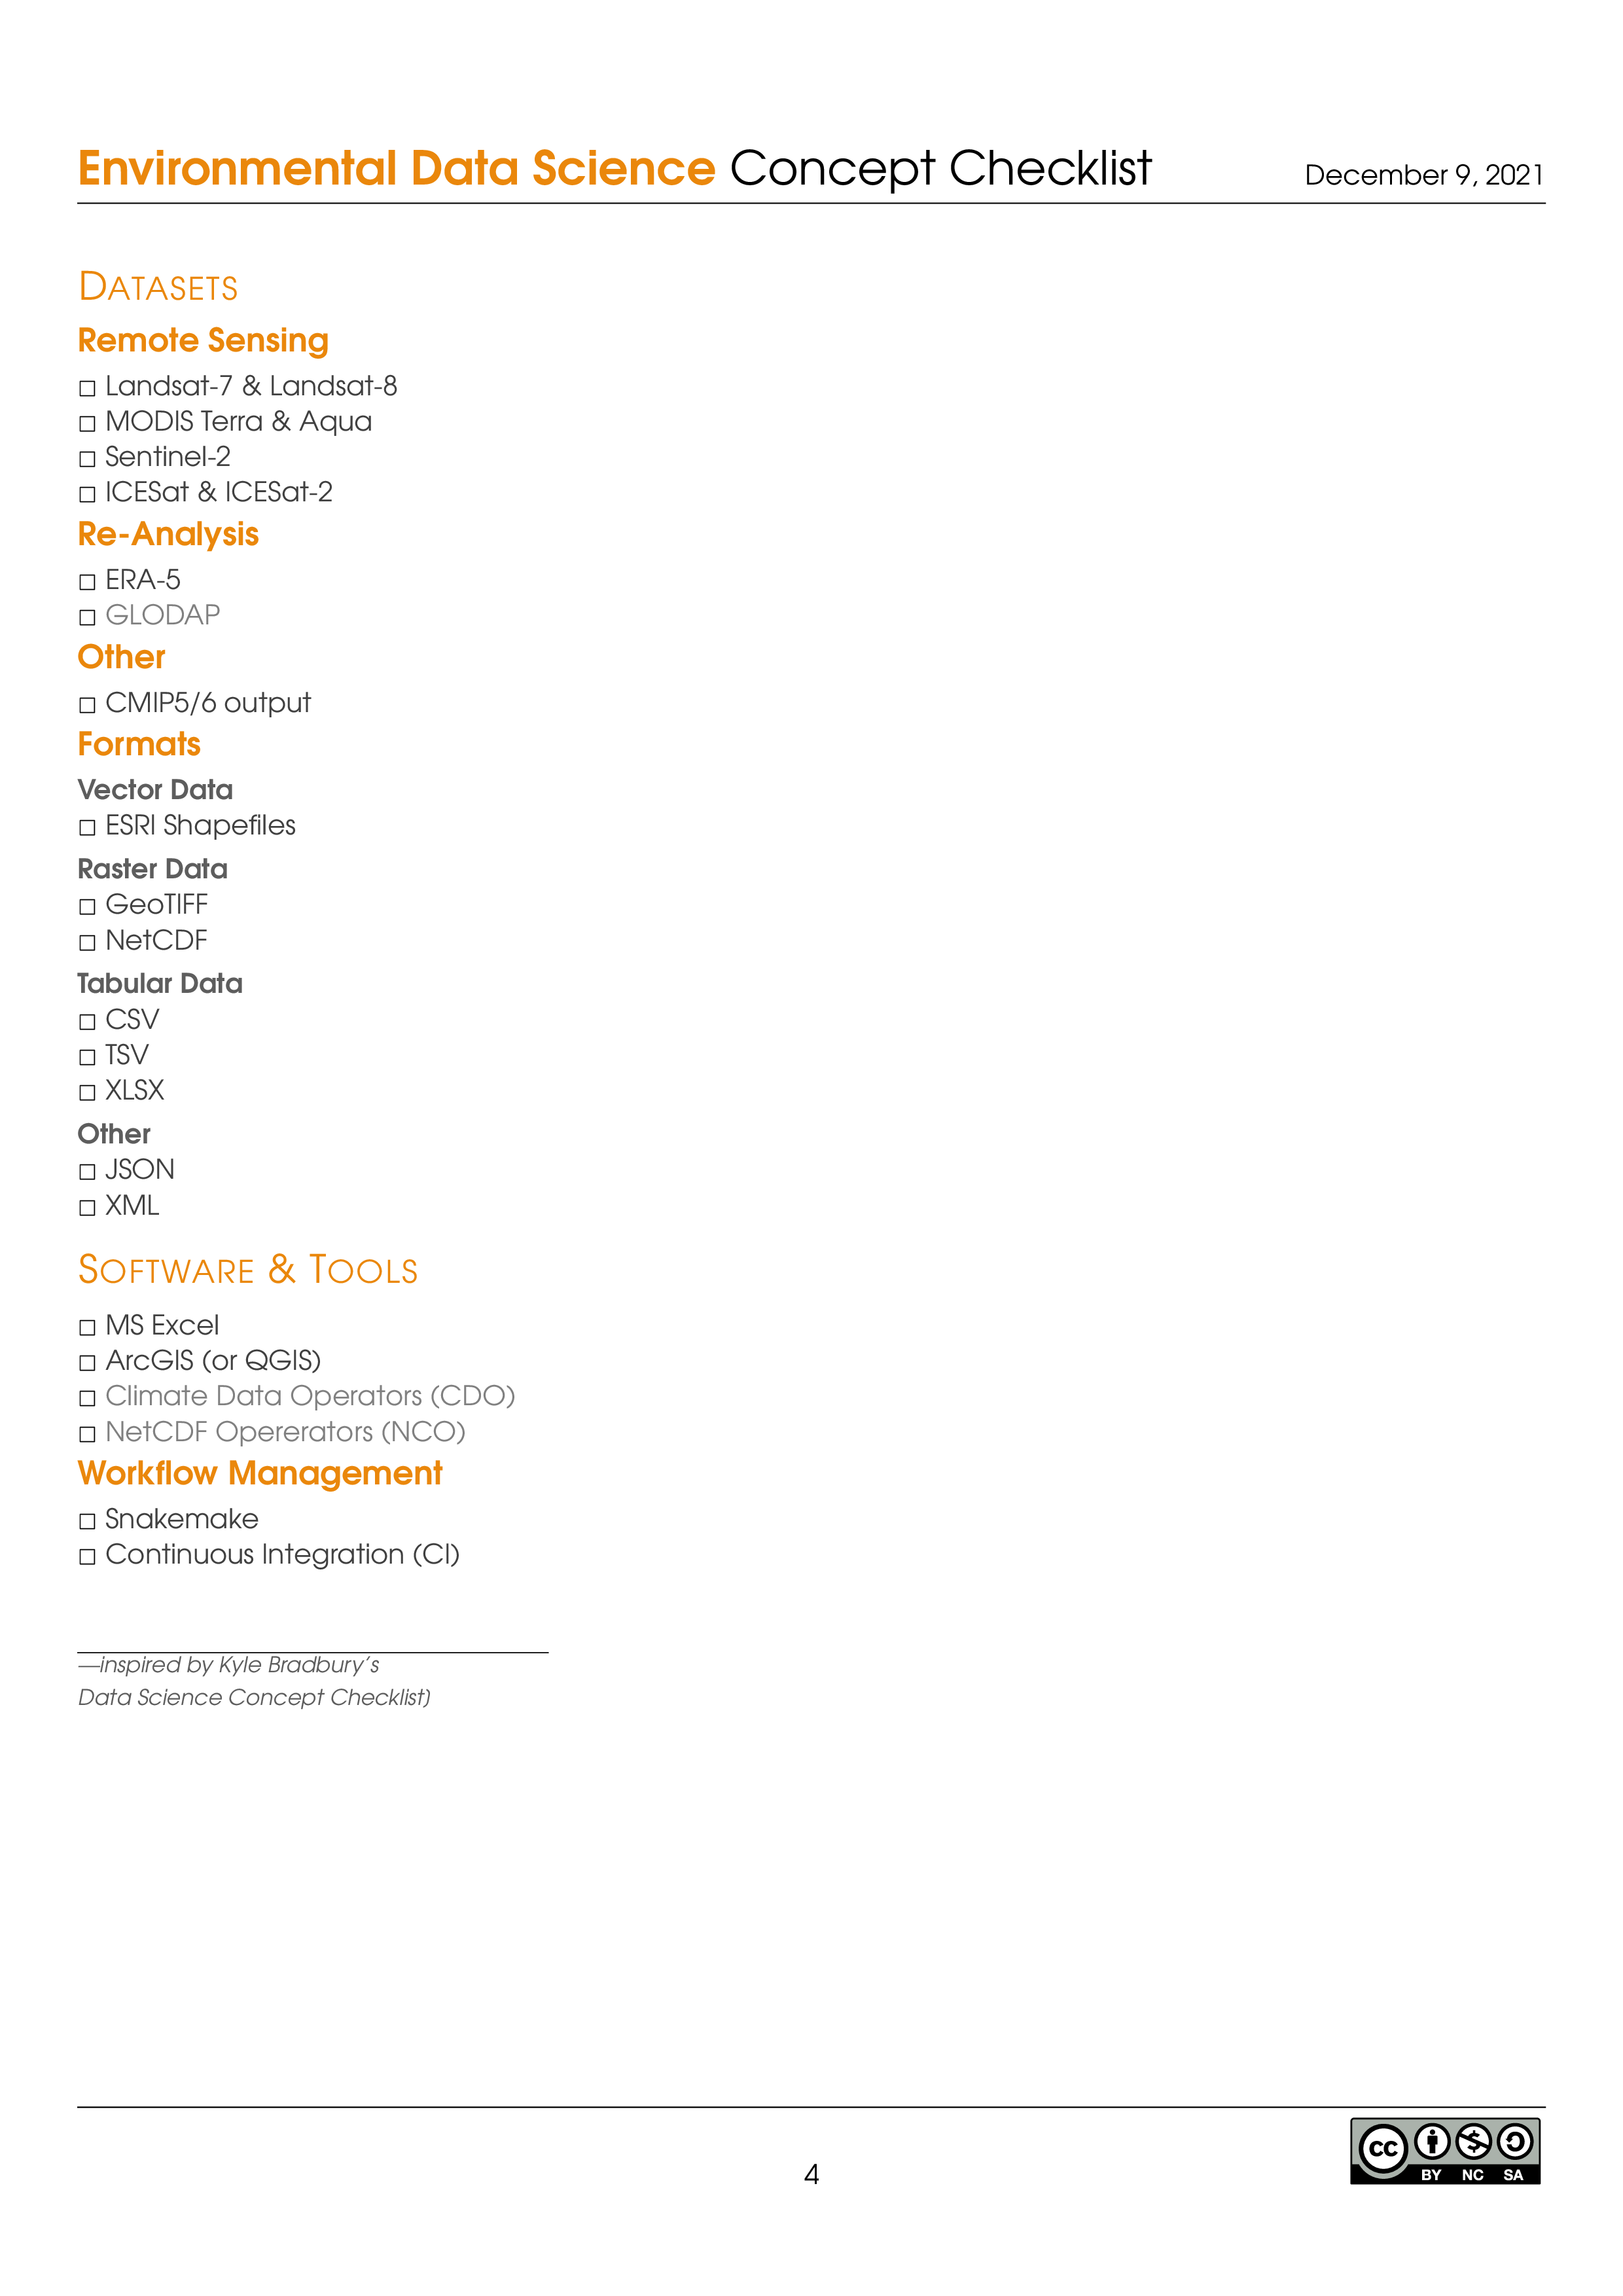 Environmental Data Science Concept Checklist December 9, 2021
DATASETS
Remote Sensing
Landsat-7 & Landsat-8
MODIS Terra & Aqua
Sentinel-2
ICESat & ICESat-2
Re-Analysis
ERA-5
GLODAP
Other
CMIP5/6 output
Formats
Vector Data
ESRI Shapefiles
Raster Data
GeoTIFF
NetCDF
Tabular Data
CSV
TSV
XLSX
Other
JSON
XML
SOFTWARE & TOOLS
MS Excel
ArcGIS (or QGIS)
Climate Data Operators (CDO)
NetCDF Opererators (NCO)
Workflow Management
Snakemake
Continuous Integration (CI)
—inspired by Kyle Bradbury's
Data Science Concept Checklist)
4
CC BY NC SA